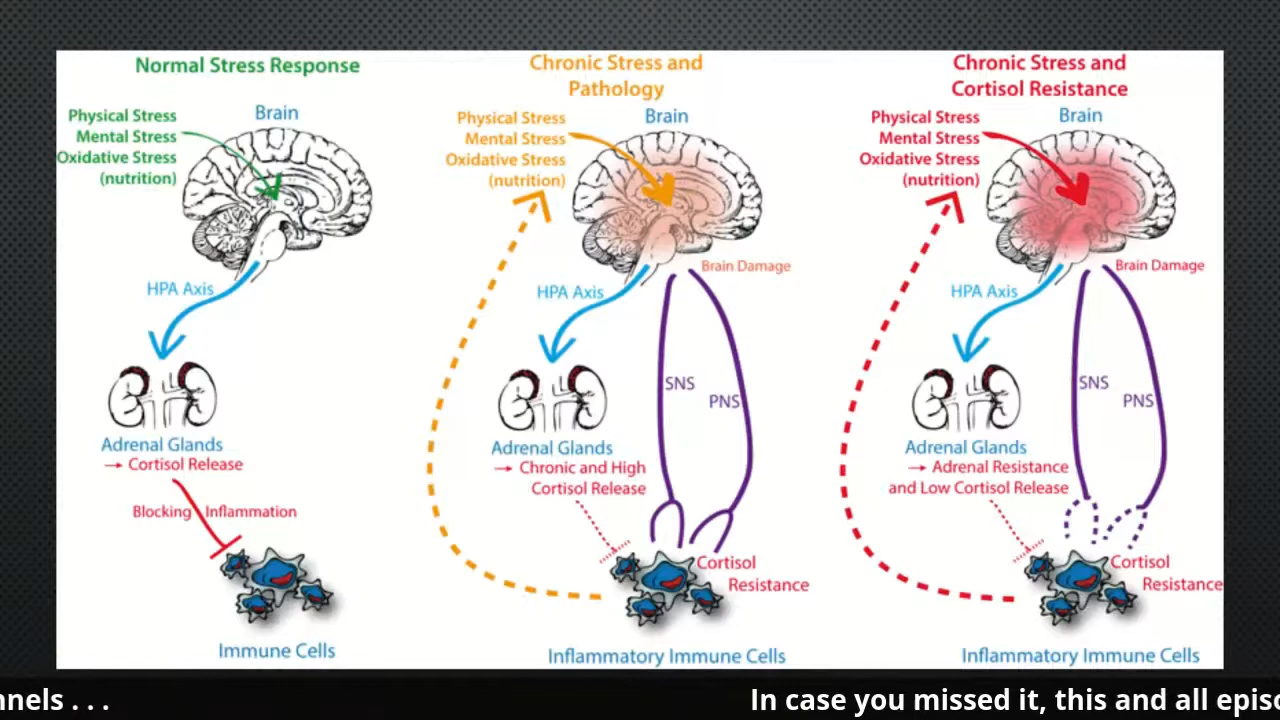 Normal Stress Response
Physical Stress
Mental Stress
Oxidative Stress
(nutrition)
Brain
HPA Axis
Adrenal Glands
→ Cortisol Release
Blocking Inflammation
Immune Cells
Chronic Stress and
Pathology
Physical Stress
Mental Stress
Oxidative Stress
(nutrition)
Brain
Brain Damage
HPA Axis
SNS
PNS
Adrenal Glands
→ Chronic and High
Cortisol Release
Cortisol
Resistance
Inflammatory Immune Cells
Chronic Stress and
Cortisol Resistance
Physical Stress
Mental Stress
Oxidative Stress
(nutrition)
Brain
Brain Damage
HPA Axis
SNS
PNS
Adrenal Glands
→ Adrenal Resistance
and Low Cortisol Release
Cortisol
Resistance
Inflammatory Immune Cells
nnels . . . In case you missed it, this and all episo